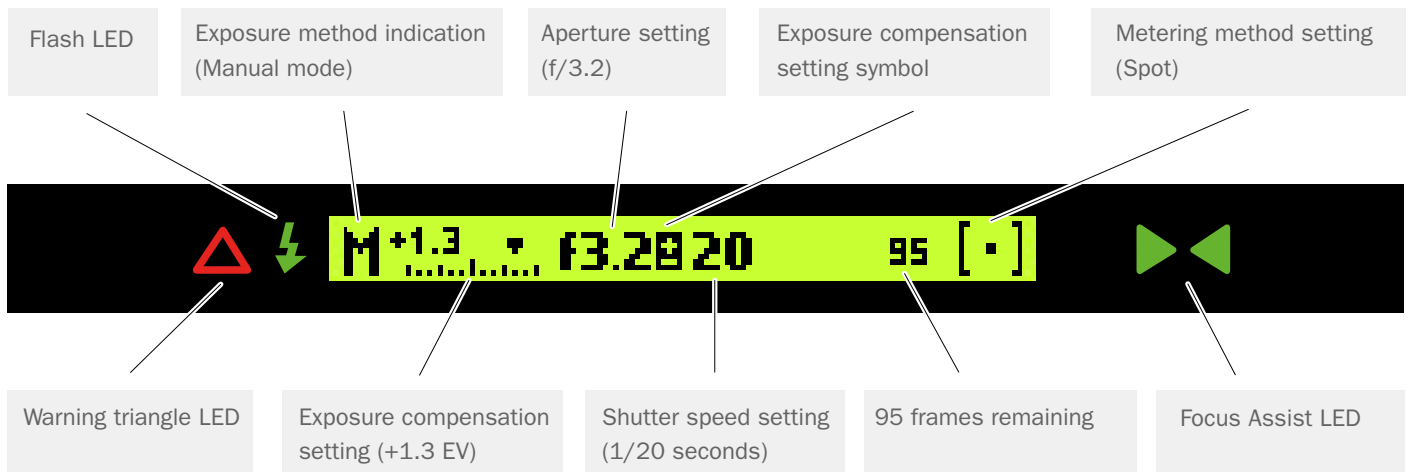 Flash LED
Exposure method indication
(Manual mode)
Aperture setting
(f/3.2)
Exposure compensation
setting symbol
Metering method setting
(Spot)
M +1.3 f3.2 20 95 [·]
Warning triangle LED
Exposure compensation
setting (+1.3 EV)
Shutter speed setting
(1/20 seconds)
95 frames remaining
Focus Assist LED